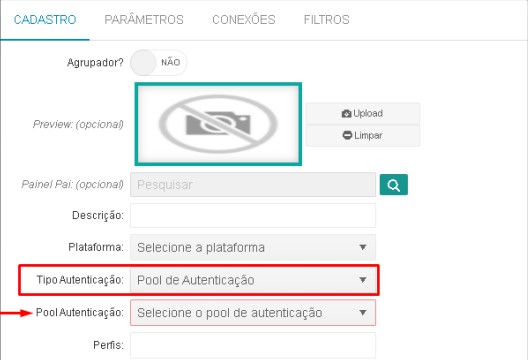 CADASTRO PARÂMETROS CONEXÕES FILTROS
Agrupador? NÃO
Preview: (opcional)
Upload
Limpar
Painel Pai: (opcional) Pesquisar
Descrição:
Plataforma: Selecione a plataforma
Tipo Autenticação: Pool de Autenticação
Pool Autenticação: Selecione o pool de autenticação
Perfis: